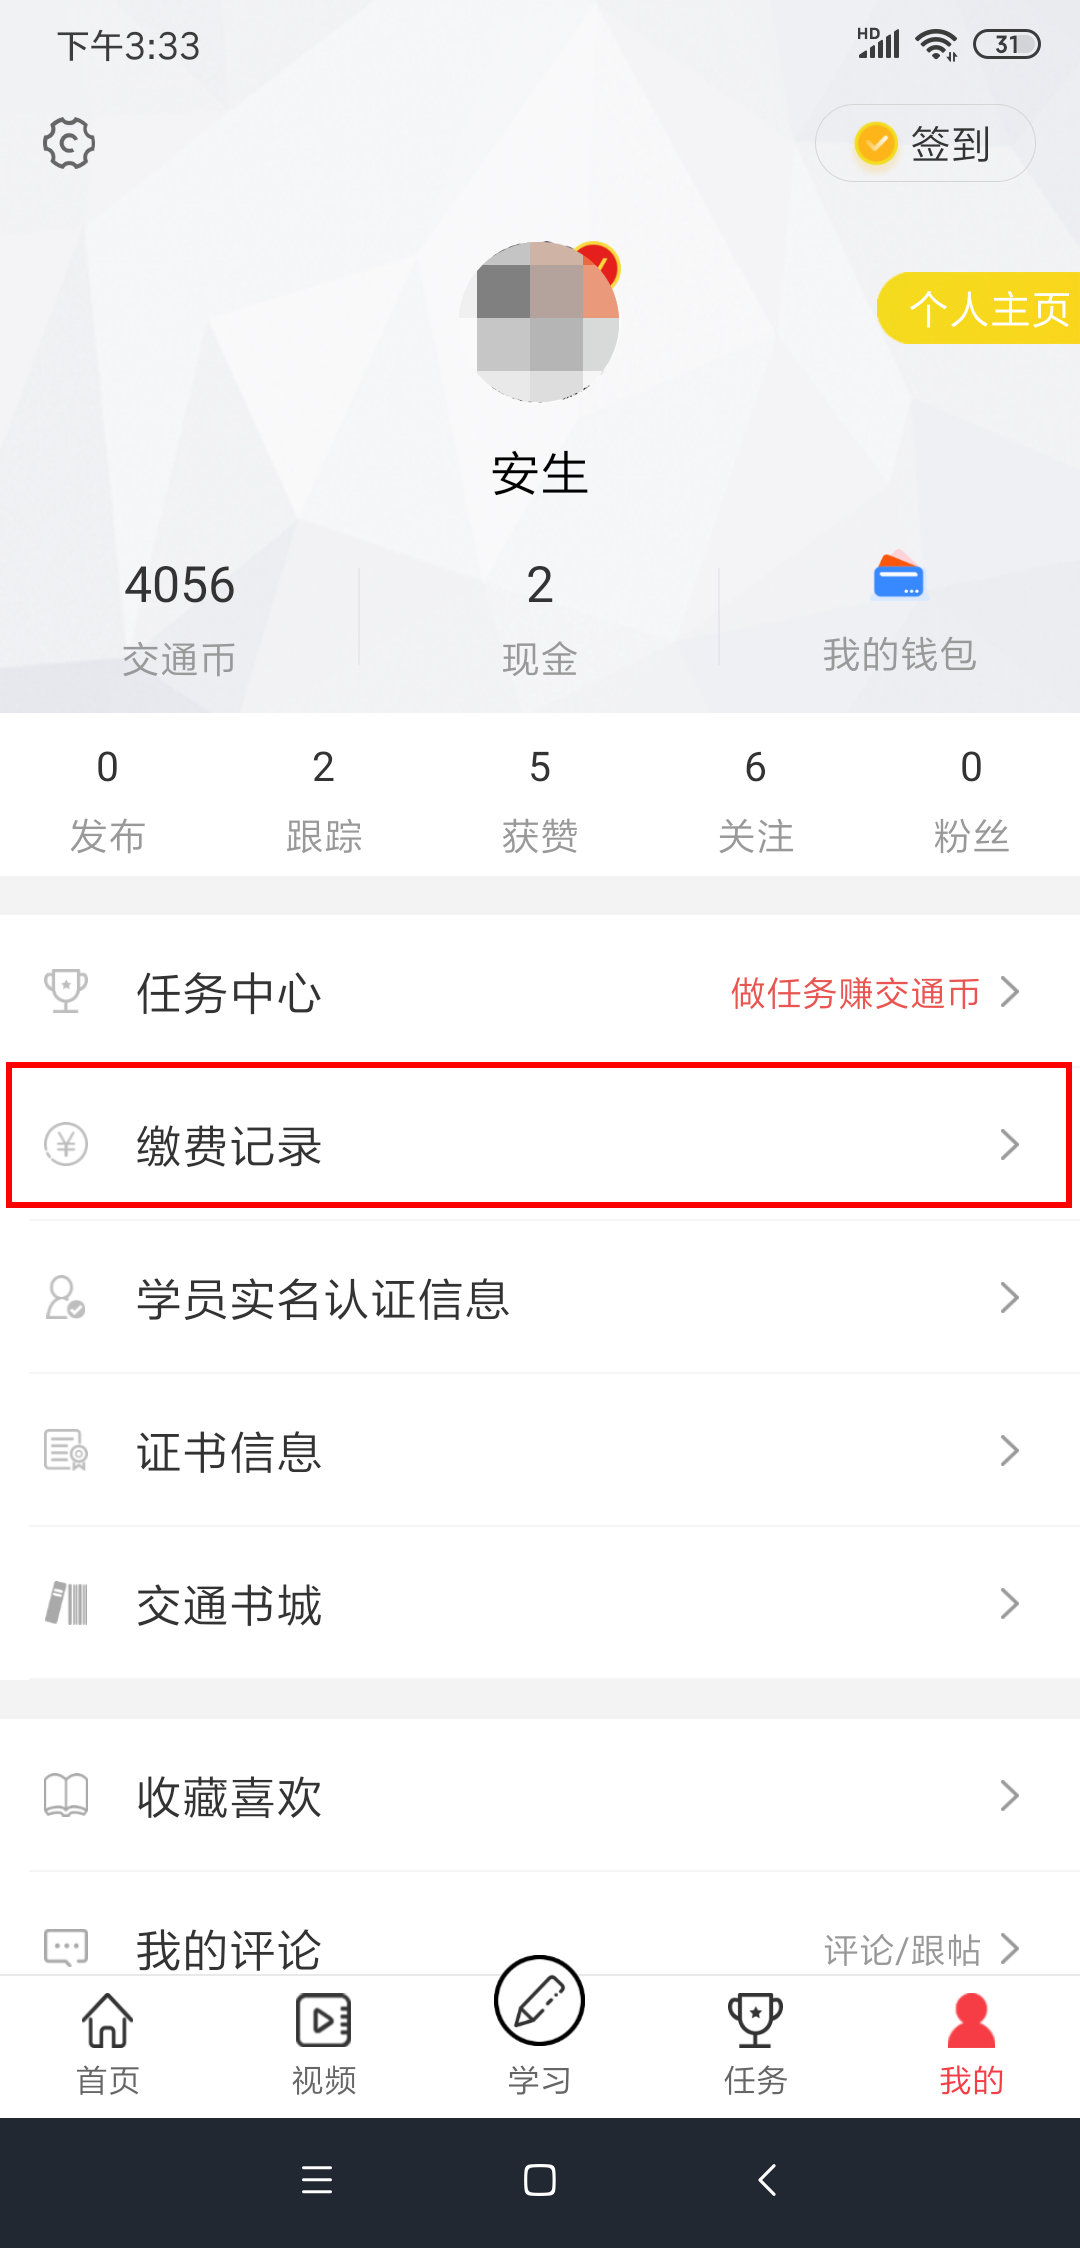 下午3:33
HD
31
签到
个人主页
安生
4056
2
交通币
现金
我的钱包
0
2
5
6
0
发布
跟踪
获赞
关注
粉丝
任务中心
做任务赚交通币
缴费记录
学员实名认证信息
证书信息
交通书城
收藏喜欢
我的评论
评论/跟帖
首页
视频
学习
任务
我的